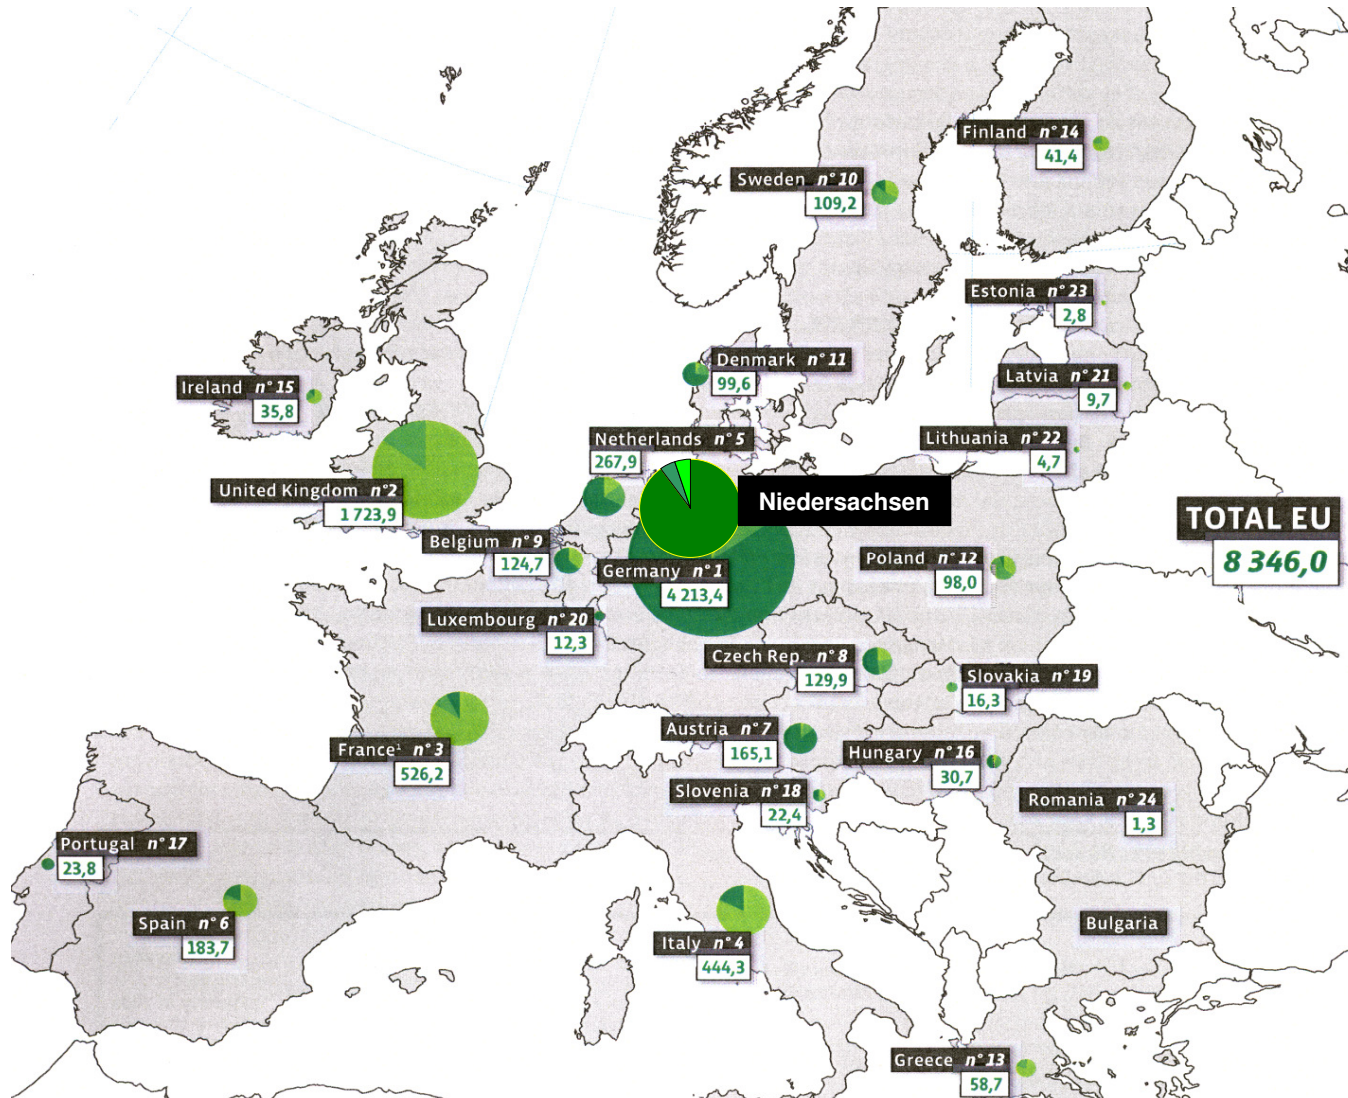 Finland n° 14
41,4
Sweden n° 10
109,2
Estonia n° 23
2,8
Denmark n° 11
99,6
Latvia n° 21
9,7
Ireland n° 15
35,8
Netherlands n° 5
267,9
Lithuania n° 22
4,7
United Kingdom n°2
1 723,9
Niedersachsen
TOTAL EU
8 346,0
Belgium n° 9
124,7
Germany n° 1
4 213,4
Poland n° 12
98,0
Luxembourg n° 20
12,3
Czech Rep. n° 8
129,9
Slovakia n° 19
16,3
France¹ n° 3
526,2
Austria n° 7
165,1
Hungary n° 16
30,7
Slovenia n° 18
22,4
Romania n° 24
1,3
Portugal n° 17
23,8
Spain n° 6
183,7
Italy n° 4
444,3
Bulgaria
Greece n° 13
58,7